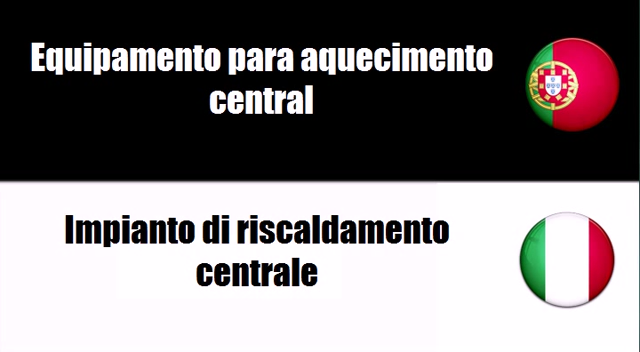 Equipamento para aquecimento
central
Impianto di riscaldamento
centrale